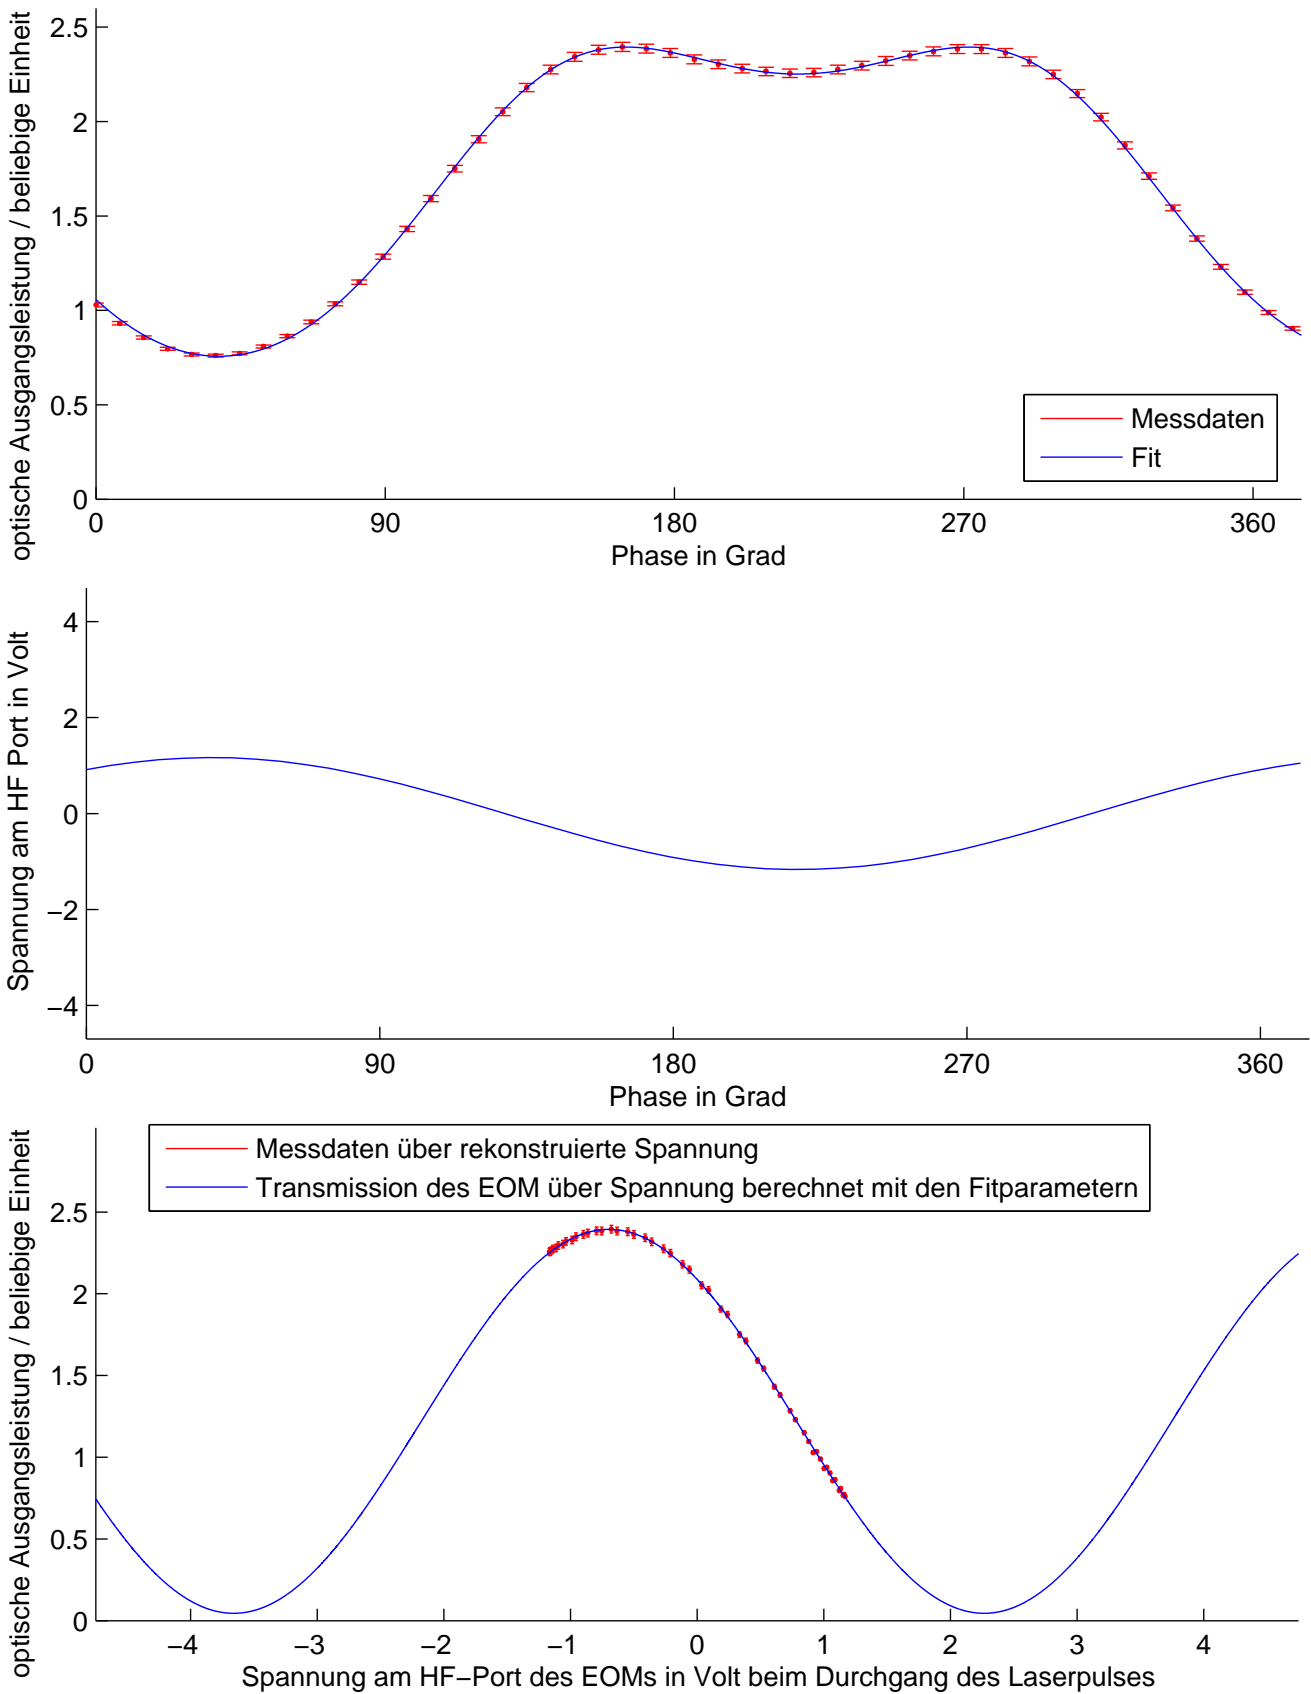 optische Ausgangsleistung / beliebige Einheit
2.5
2
1.5
1
0.5
0
0 90 180 270 360
Phase in Grad
Messdaten
Fit
Spannung am HF Port in Volt
4
2
0
−2
−4
0 90 180 270 360
Phase in Grad
optische Ausgangsleistung / beliebige Einheit
Messdaten über rekonstruierte Spannung
Transmission des EOM über Spannung berechnet mit den Fitparametern
2.5
2
1.5
1
0.5
0
−4 −3 −2 −1 0 1 2 3 4
Spannung am HF−Port des EOMs in Volt beim Durchgang des Laserpulses